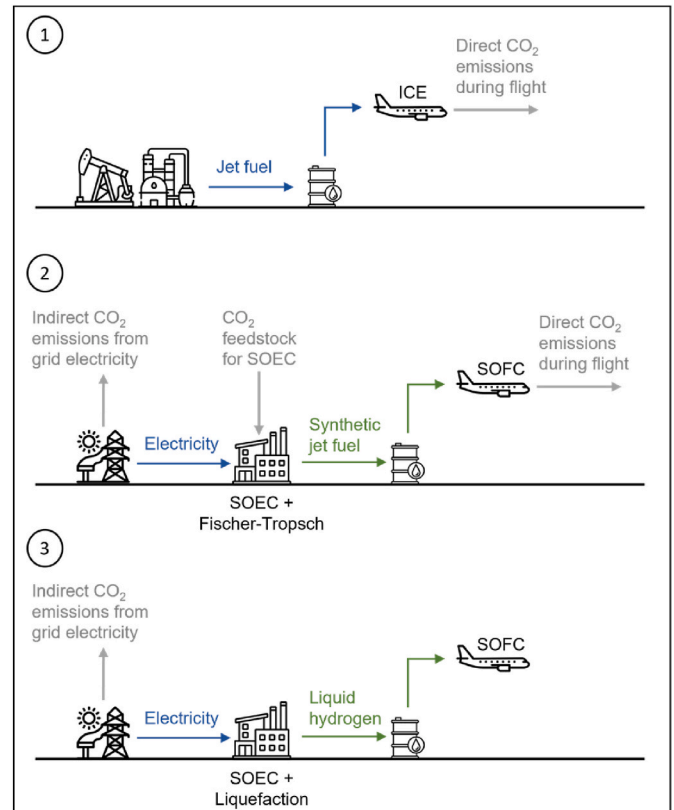 1
Direct CO₂
emissions
during flight
ICE
Jet fuel
2
Indirect CO₂
emissions from
grid electricity
CO₂
feedstock
for SOEC
Direct CO₂
emissions
during flight
SOFC
Electricity
Synthetic
jet fuel
SOEC +
Fischer-Tropsch
3
Indirect CO₂
emissions from
grid electricity
SOFC
Electricity
Liquid
hydrogen
SOEC +
Liquefaction